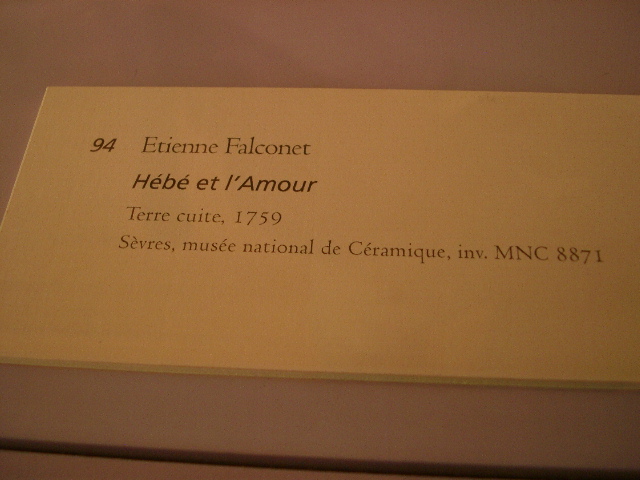 94 Etienne Falconet
Hébé et l'Amour
Terre cuite, 1759
Sèvres, musée national de Céramique, inv. MNC 8871